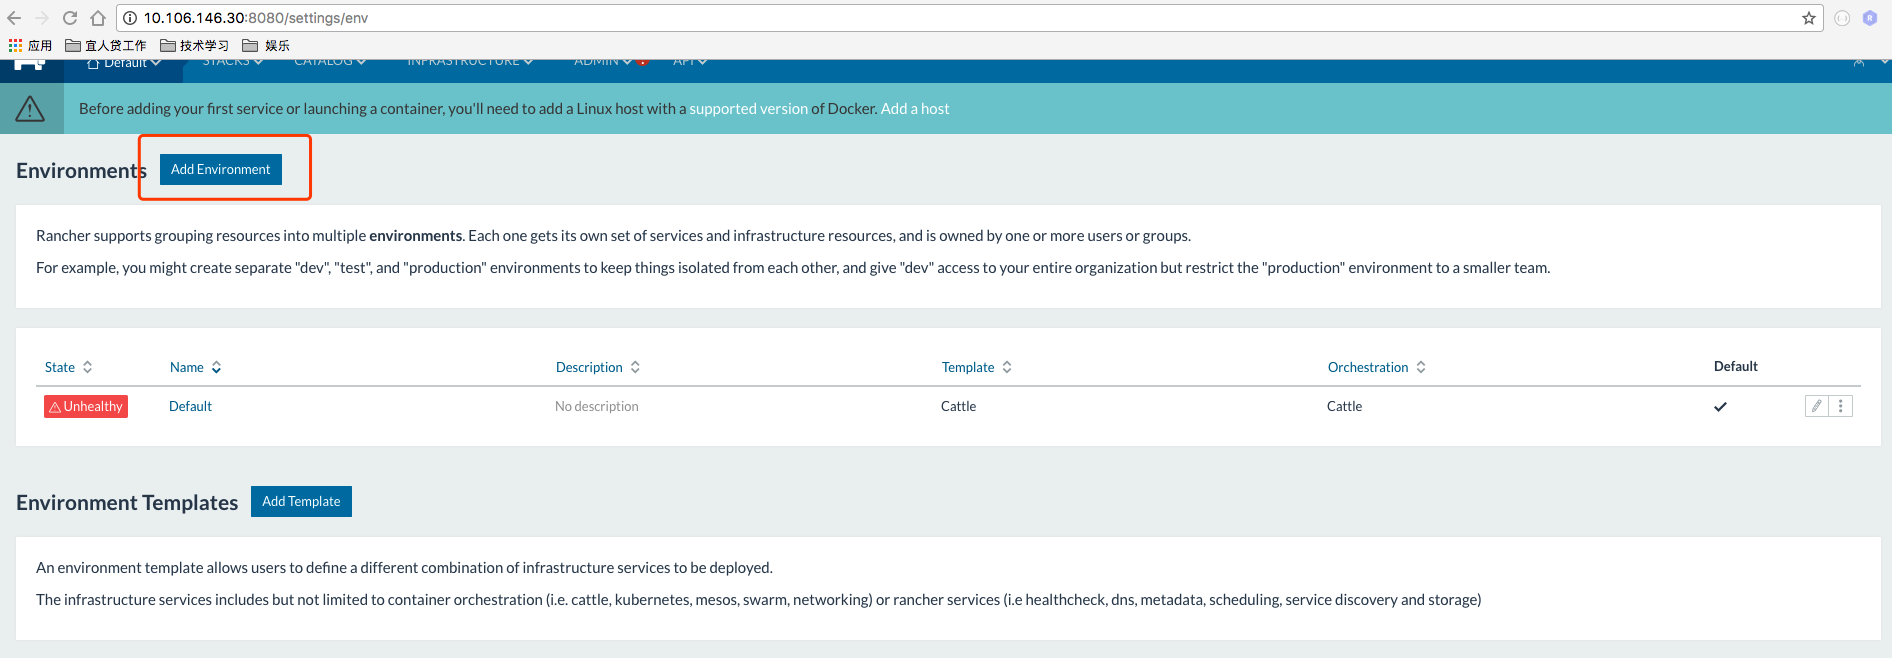 10.106.146.30:8080/settings/env
应用 宜人贷工作 技术学习 娱乐
Default STACKS CATALOG INFRASTRUCTURE ADMIN API
Before adding your first service or launching a container, you'll need to add a Linux host with a supported version of Docker. Add a host
Environments Add Environment
Rancher supports grouping resources into multiple environments. Each one gets its own set of services and infrastructure resources, and is owned by one or more users or groups.
For example, you might create separate "dev", "test", and "production" environments to keep things isolated from each other, and give "dev" access to your entire organization but restrict the "production" environment to a smaller team.
State Name Description Template Orchestration Default
Unhealthy Default No description Cattle Cattle
Environment Templates Add Template
An environment template allows users to define a different combination of infrastructure services to be deployed.
The infrastructure services includes but not limited to container orchestration (i.e. cattle, kubernetes, mesos, swarm, networking) or rancher services (i.e healthcheck, dns, metadata, scheduling, service discovery and storage)